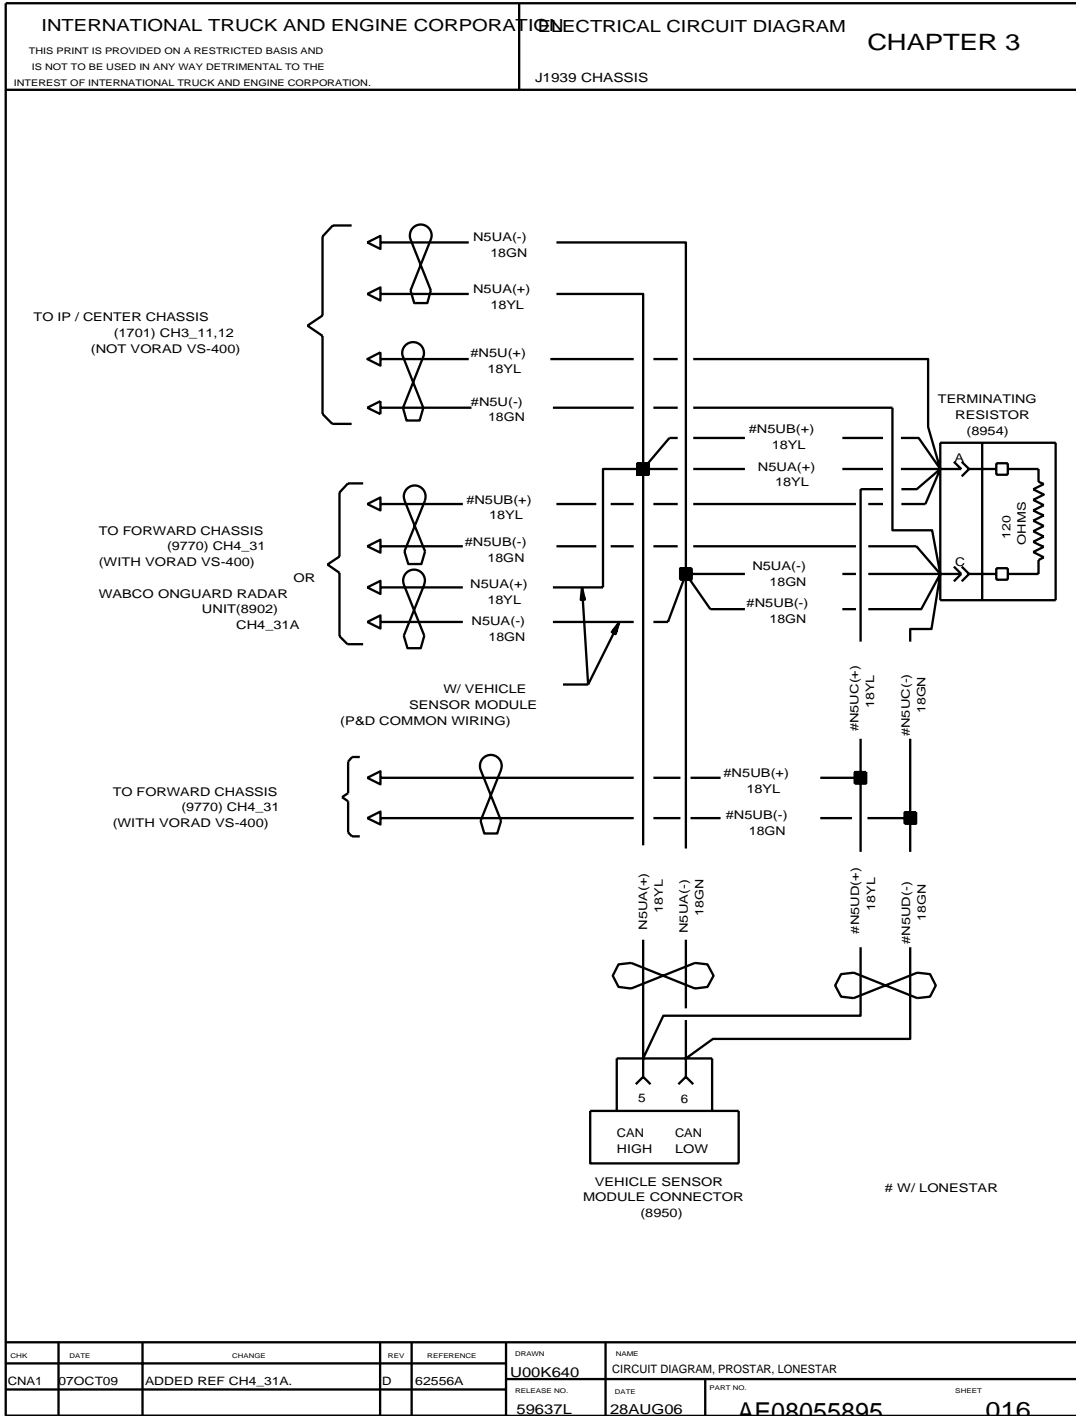 INTERNATIONAL TRUCK AND ENGINE CORPORATION
THIS PRINT IS PROVIDED ON A RESTRICTED BASIS AND
IS NOT TO BE USED IN ANY WAY DETRIMENTAL TO THE
INTEREST OF INTERNATIONAL TRUCK AND ENGINE CORPORATION.
ELECTRICAL CIRCUIT DIAGRAM
CHAPTER 3
J1939 CHASSIS
N5UA(-)
18GN
N5UA(+)
18YL
TO IP / CENTER CHASSIS
(1701) CH3_11,12
(NOT VORAD VS-400)
#N5U(+)
18YL
#N5U(-)
18GN
TERMINATING
RESISTOR
(8954)
#N5UB(+)
18YL
N5UA(+)
18YL
A
120
OHMS
C
#N5UB(+)
18YL
TO FORWARD CHASSIS
(9770) CH4_31
(WITH VORAD VS-400)
OR
WABCO ONGUARD RADAR
UNIT(8902)
CH4_31A
#N5UB(-)
18GN
N5UA(+)
18YL
N5UA(-)
18GN
N5UA(-)
18GN
#N5UB(-)
18GN
W/ VEHICLE
SENSOR MODULE
(P&D COMMON WIRING)
#N5UC(+)
18YL
#N5UC(-)
18GN
TO FORWARD CHASSIS
(9770) CH4_31
(WITH VORAD VS-400)
#N5UB(+)
18YL
#N5UB(-)
18GN
N5UA(+)
18YL
N5UA(-)
18GN
#N5UD(+)
18YL
#N5UD(-)
18GN
5 6
CAN HIGH
CAN LOW
VEHICLE SENSOR
MODULE CONNECTOR
(8950)
# W/ LONESTAR
CHK DATE CHANGE REV REFERENCE
CNA1 07OCT09 ADDED REF CH4_31A. D 62556A
DRAWN
U00K640
NAME
CIRCUIT DIAGRAM, PROSTAR, LONESTAR
RELEASE NO.
59637L
DATE
28AUG06
PART NO.
AE08055895
SHEET
016